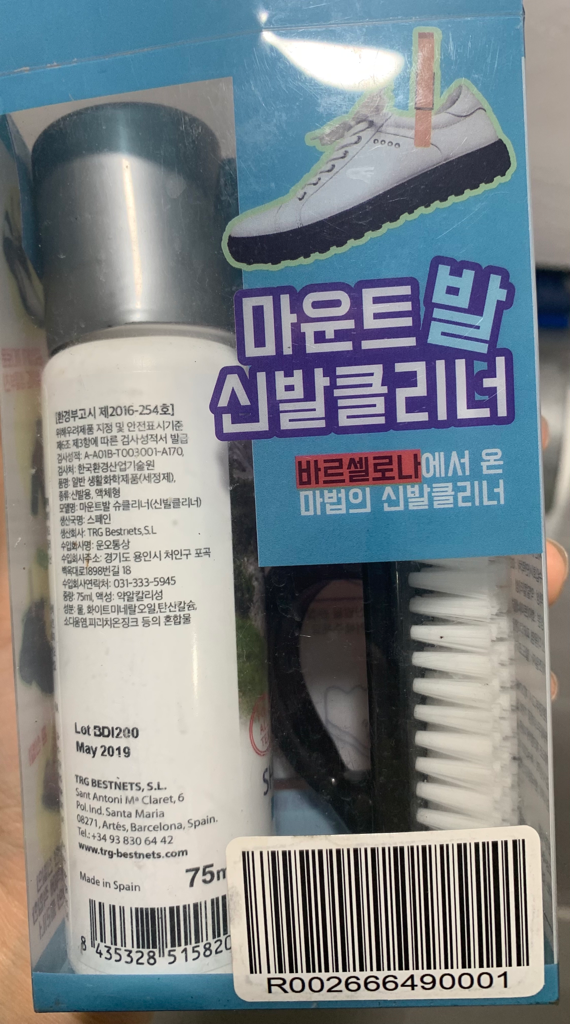 마운트발
신발클리너
바르셀로나에서 온
마법의 신발클리너
[환경부고시 제2016-254호]
위해우려제품 지정 및 안전표시기준
제6조 제3항에 따른 검사성적서 발급
검사성적: A-A01B-T003001-A170,
검사처: 한국환경산업기술원
품명: 일반 생활화학제품(세정제),
종류: 신발용, 액체형
모델명: 마운트발 슈클리너(신발클리너)
생산국명: 스페인
생산회사: TRG Bestnets,S.L
수입회사명: 운오통상
수입회사주소: 경기도 용인시 처인구 포곡
백옥대로1898번길 18
수입회사연락처: 031-333-5945
중량: 75ml, 액성: 약알칼리성
성분: 물, 화이트미네랄오일,탄산칼슘,
소디움염,피리치온징크 등의 혼합물
Lot BDI200
May 2019
TRG BESTNETS, S.L.
Sant Antoni Mª Claret, 6
Pol. Ind. Santa Maria
08271, Artès, Barcelona, Spain.
Tel.: +34 93 830 64 42
www.trg-bestnets.com
Made in Spain
75m
8 435328 515820
R002666490001